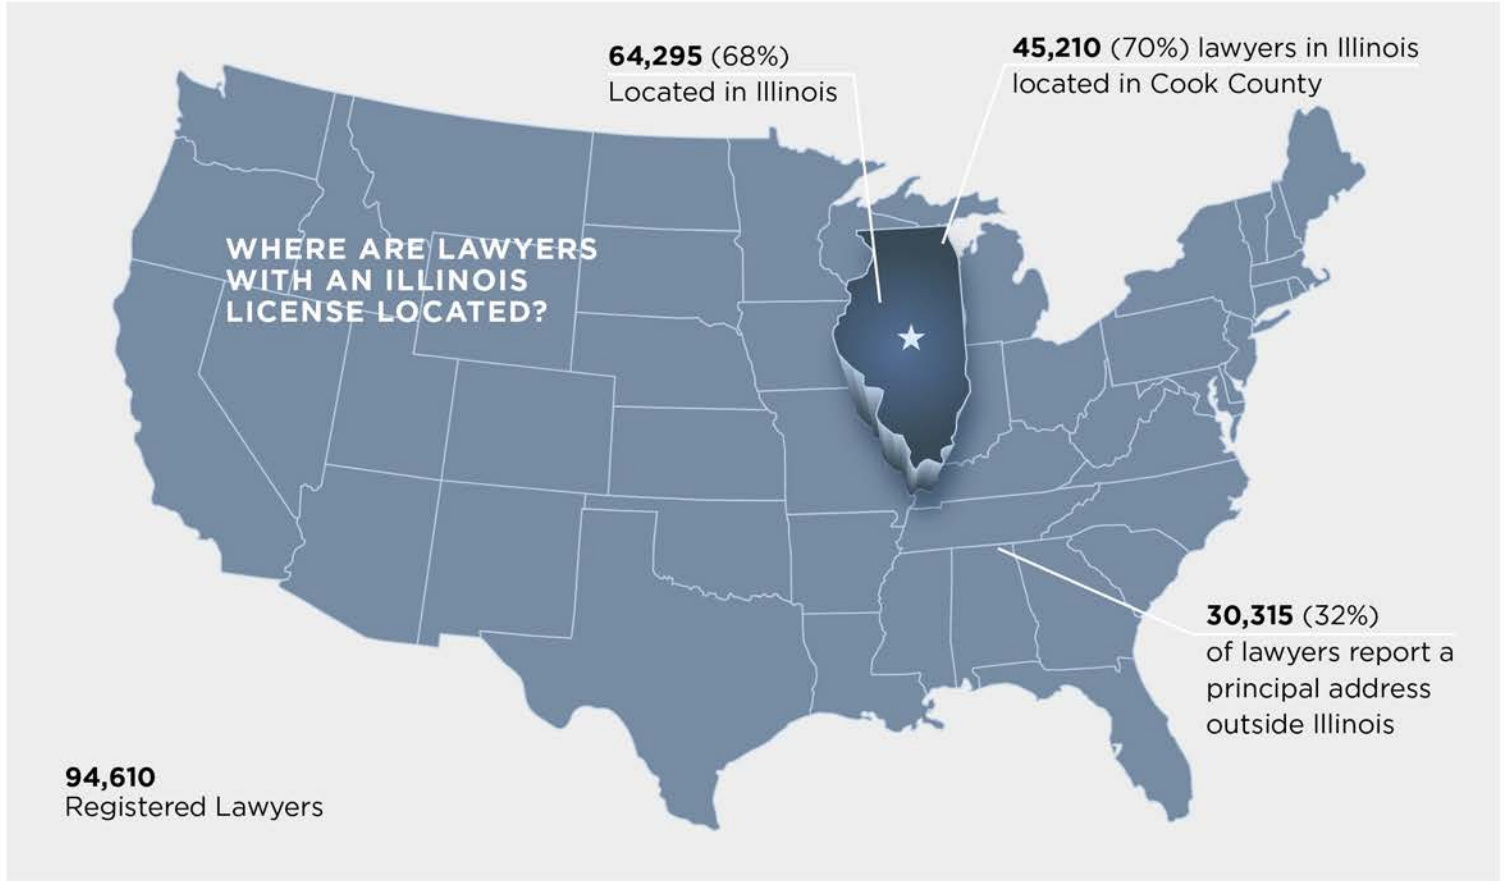 64,295 (68%)
Located in Illinois
45,210 (70%) lawyers in Illinois
located in Cook County
WHERE ARE LAWYERS
WITH AN ILLINOIS
LICENSE LOCATED?
30,315 (32%)
of lawyers report a
principal address
outside Illinois
94,610
Registered Lawyers